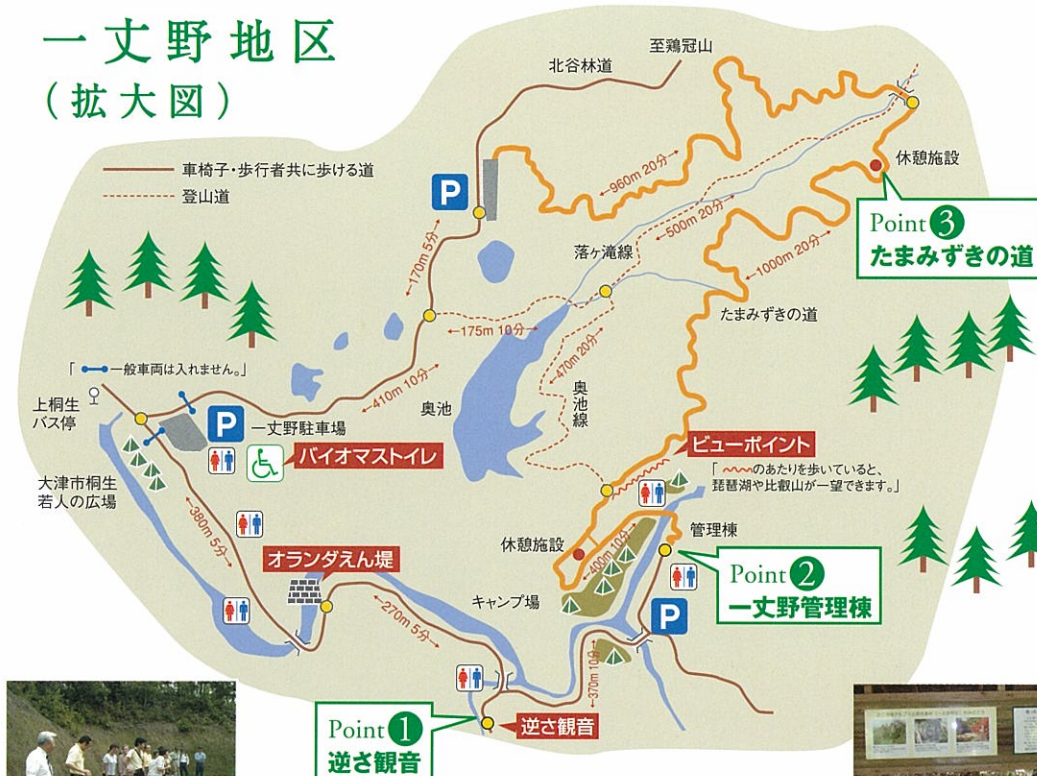 一丈野地区
(拡大図)
車椅子・歩行者共に歩ける道
登山道
至鶏冠山
北谷林道
P
←960m 20分→
休憩施設
Point 3
たまみずきの道
←500m 20分→
←1000m 20分→
←170m 5分→
落ヶ滝線
たまみずきの道
←175m 10分→
←470m 20分→
「一般車両は入れません。」
←410m 10分→
奥池
奥池線
上桐生
バス停
P
一丈野駐車場
バイオマストイレ
ビューポイント
「のあたりを歩いていると、
琵琶湖や比叡山が一望できます。」
大津市桐生
若人の広場
←380m 5分→
オランダえん堤
休憩施設
←400m 10分→
管理棟
Point 2
一丈野管理棟
キャンプ場
P
←270m 5分→
←370m 10分→
Point 1
逆さ観音
逆さ観音